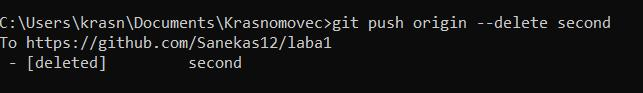 C:\Users\krasn\Documents\Krasnomovec>git push origin --delete second
To https://github.com/Sanekas12/laba1
 - [deleted]         second